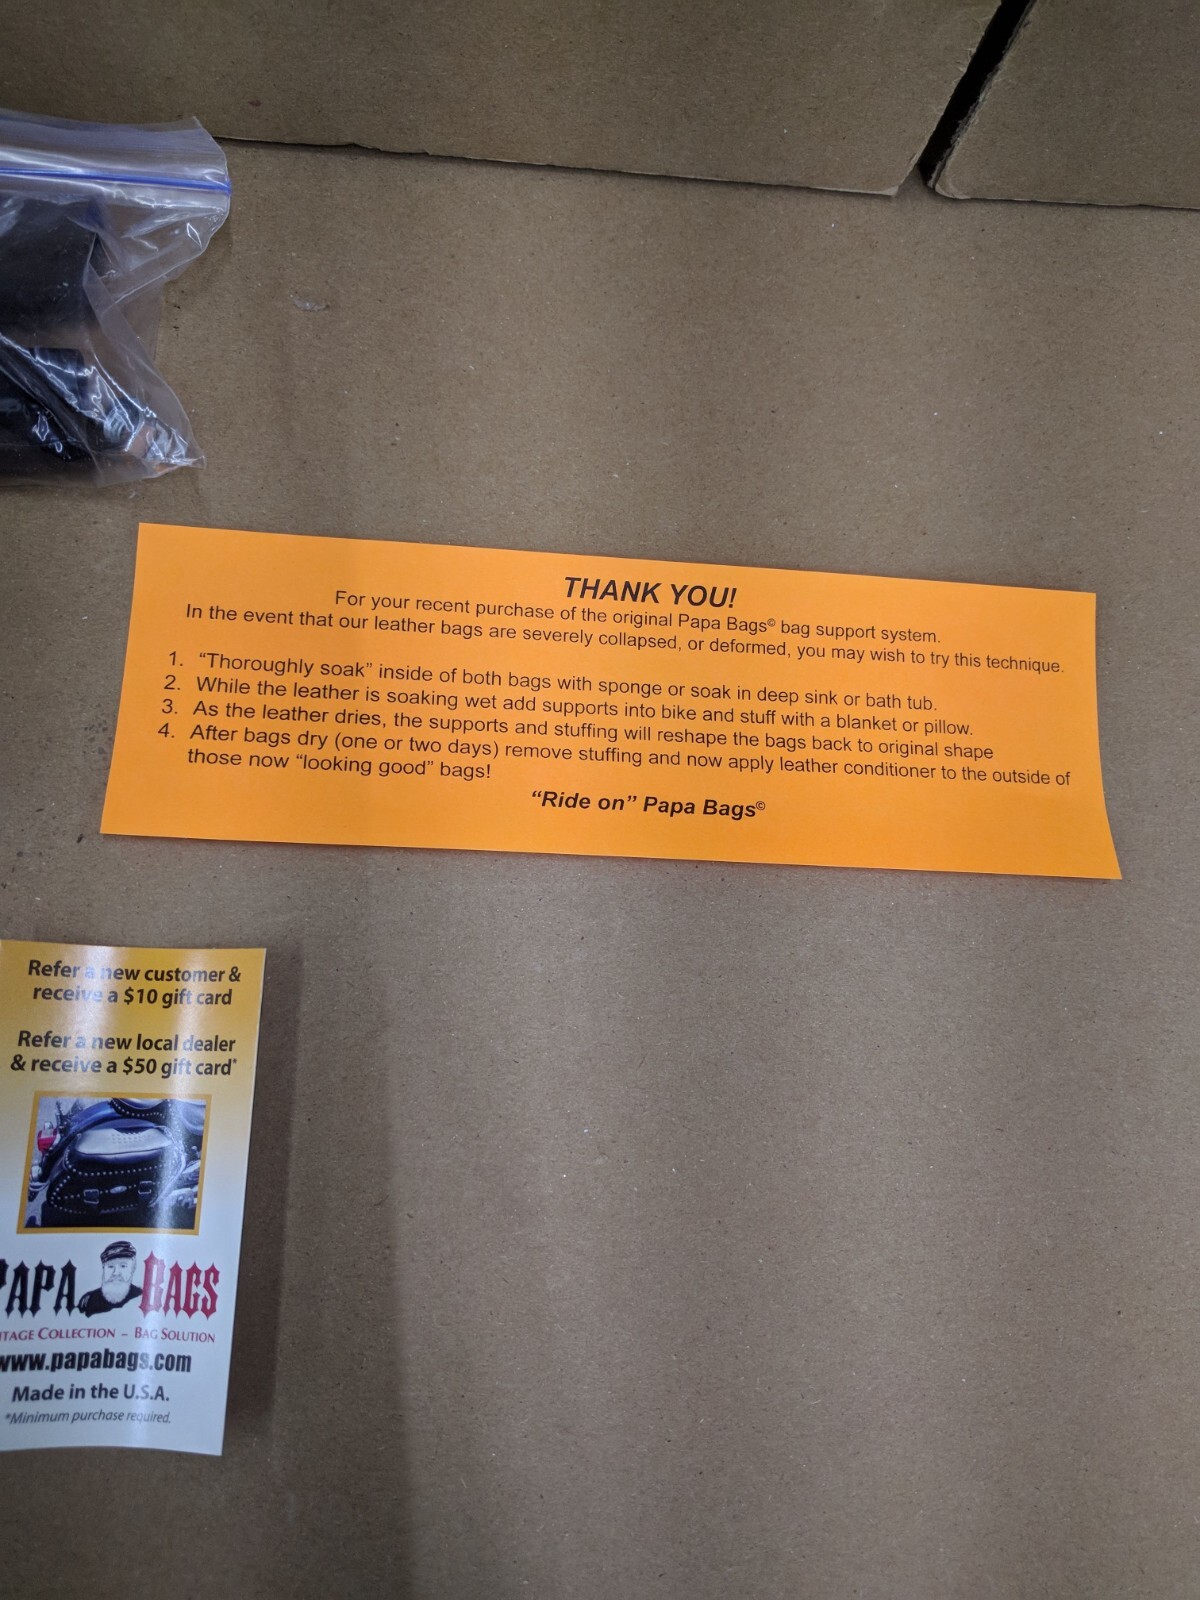 THANK YOU!
For your recent purchase of the original Papa Bags© bag support system.
In the event that our leather bags are severely collapsed, or deformed, you may wish to try this technique.
1. “Thoroughly soak” inside of both bags with sponge or soak in deep sink or bath tub.
2. While the leather is soaking wet add supports into bike and stuff with a blanket or pillow.
3. As the leather dries, the supports and stuffing will reshape the bags back to original shape
4. After bags dry (one or two days) remove stuffing and now apply leather conditioner to the outside of
those now “looking good” bags!
“Ride on” Papa Bags©
Refer a new customer &
receive a $10 gift card
Refer a new local dealer
& receive a $50 gift card*
PAPA BAGS
COLLECTION – BAG SOLUTION
www.papabags.com
Made in the U.S.A.
*Minimum purchase required.